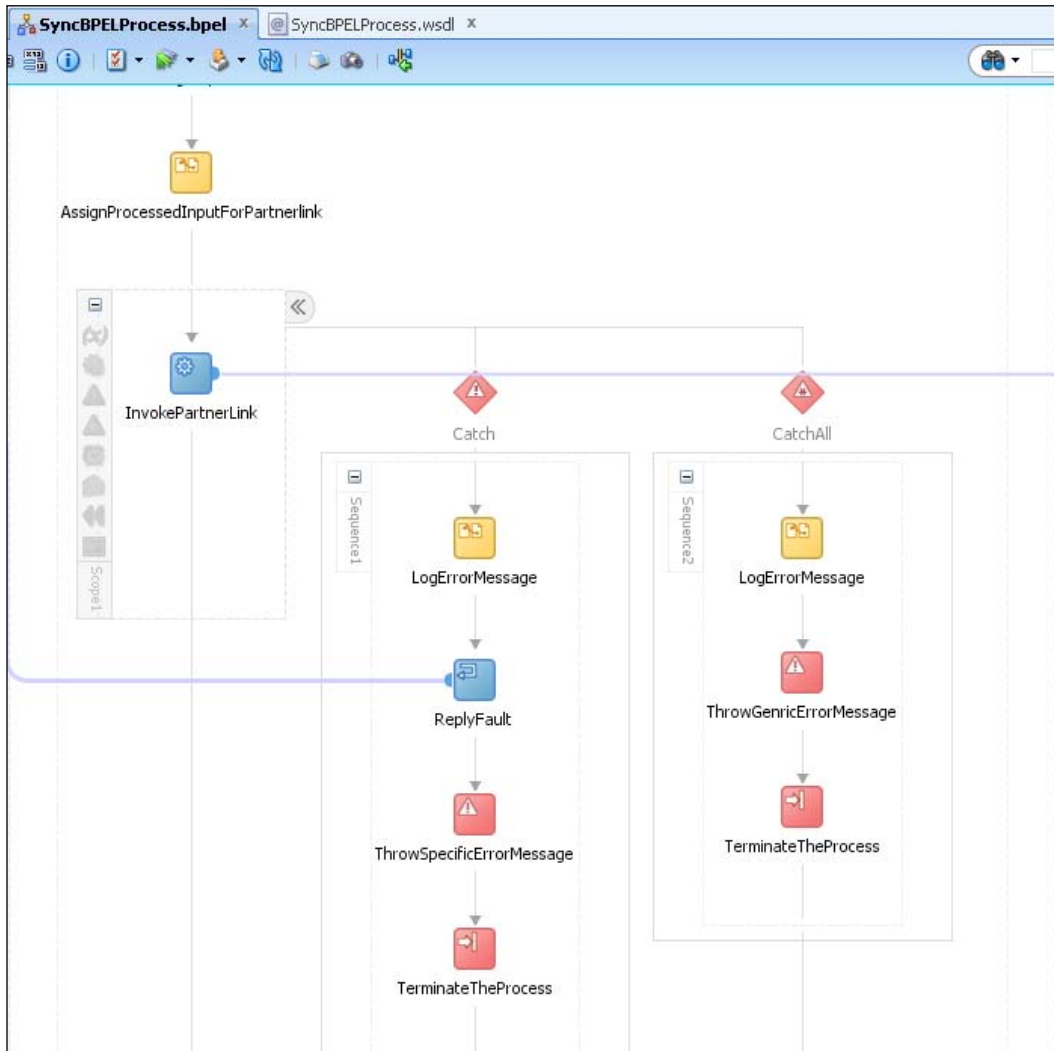 SyncBPELProcess.bpel
SyncBPELProcess.wsdl
AssignProcessedInputForPartnerlink
InvokePartnerLink
Scope1
Catch
CatchAll
Sequence1
Sequence2
LogErrorMessage
LogErrorMessage
ReplyFault
ThrowGenricErrorMessage
ThrowSpecificErrorMessage
TerminateTheProcess
TerminateTheProcess